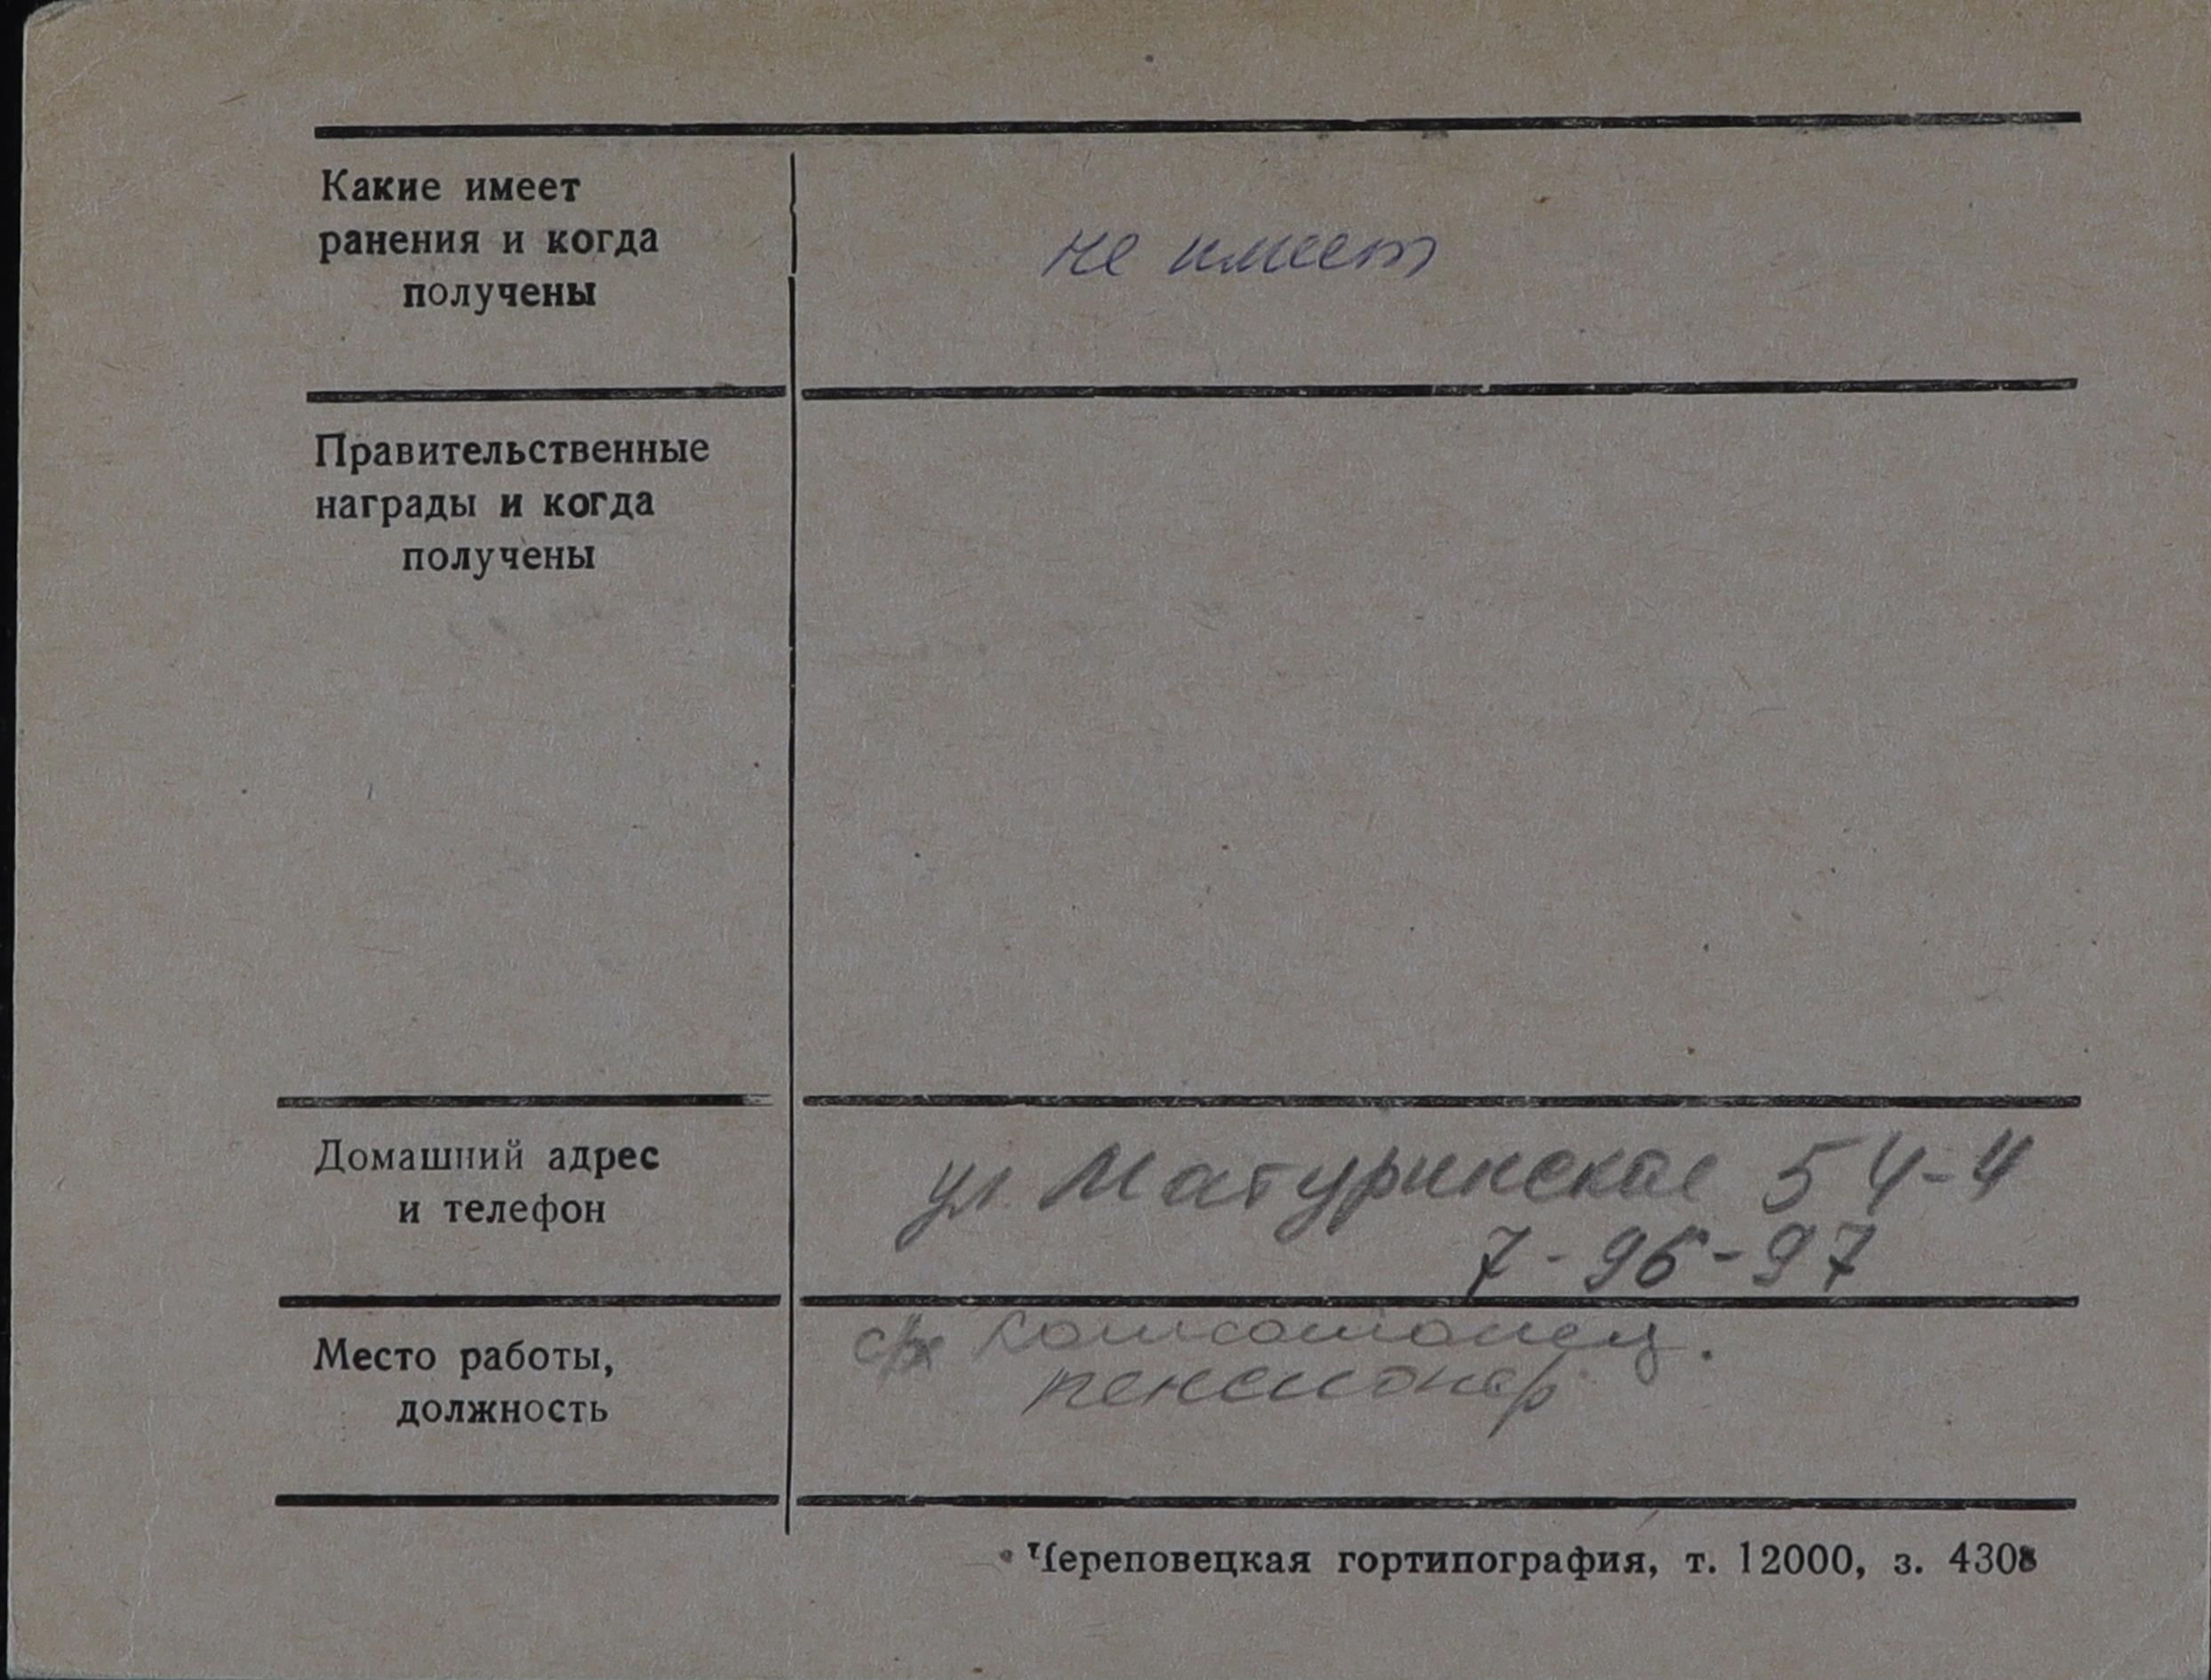 Какие имеет
ранения и когда
получены
не имеет
Правительственные
награды и когда
получены
Домашний адрес
и телефон
ул. Матуринская 54-4
7-96-97
Место работы,
должность
с/х Комсомолец.
пенсионер
Череповецкая гортипография, т. 12000, з. 4308